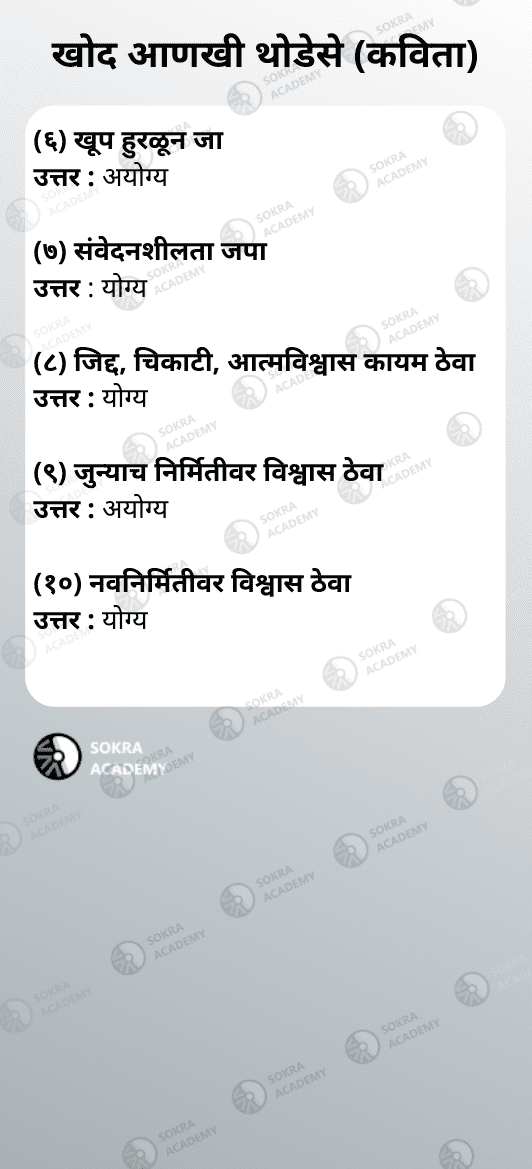 खोद आणखी थोडेसे (कविता)
(६) खूप हुरळून जा
उत्तर : अयोग्य
(७) संवेदनशीलता जपा
उत्तर : योग्य
(८) जिद्द, चिकाटी, आत्मविश्वास कायम ठेवा
उत्तर : योग्य
(९) जुन्याच निर्मितीवर विश्वास ठेवा
उत्तर : अयोग्य
(१०) नवनिर्मितीवर विश्वास ठेवा
उत्तर : योग्य
SOKRA
ACADEMY